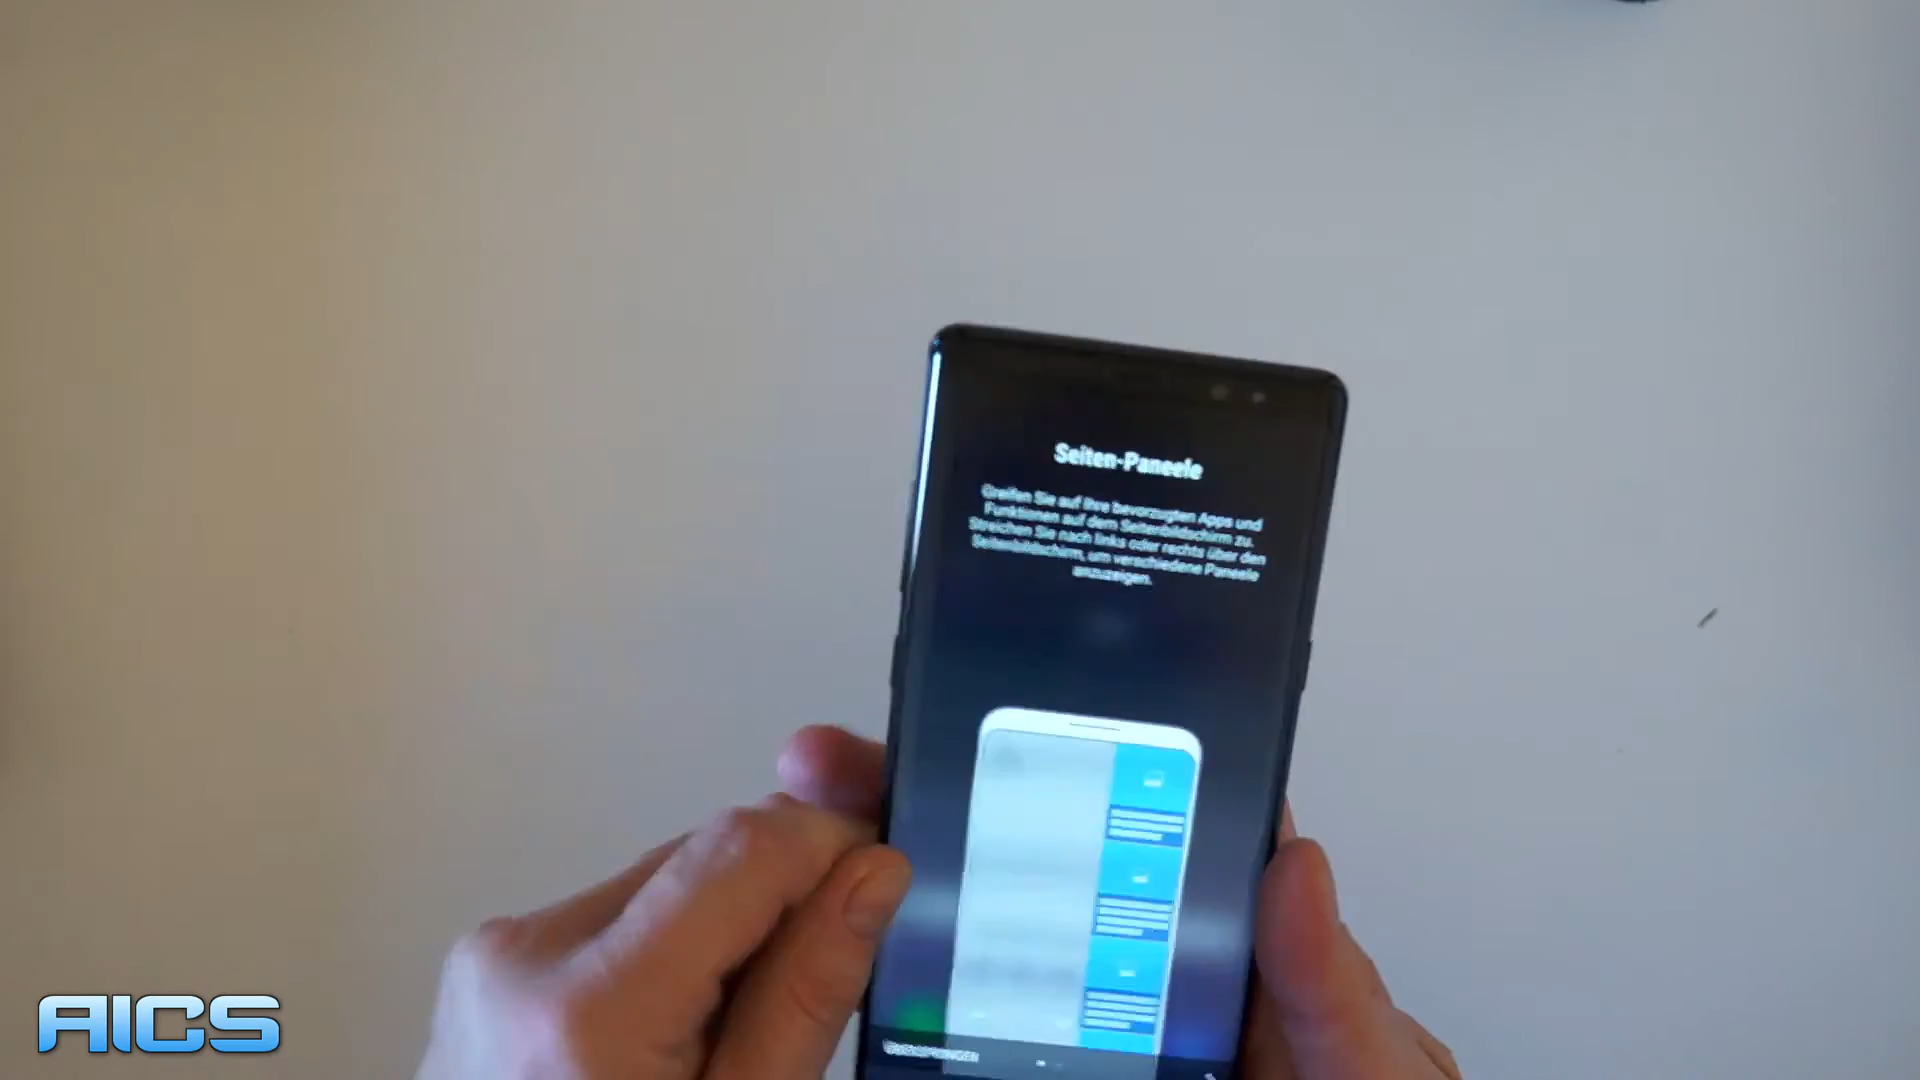 Seiten-Paneele
Greifen Sie auf Ihre bevorzugten Apps und
Funktionen auf dem Seitenbildschirm zu.
Streichen Sie nach links oder rechts über den
Seitenbildschirm, um verschiedene Paneele
anzuzeigen.
AICS